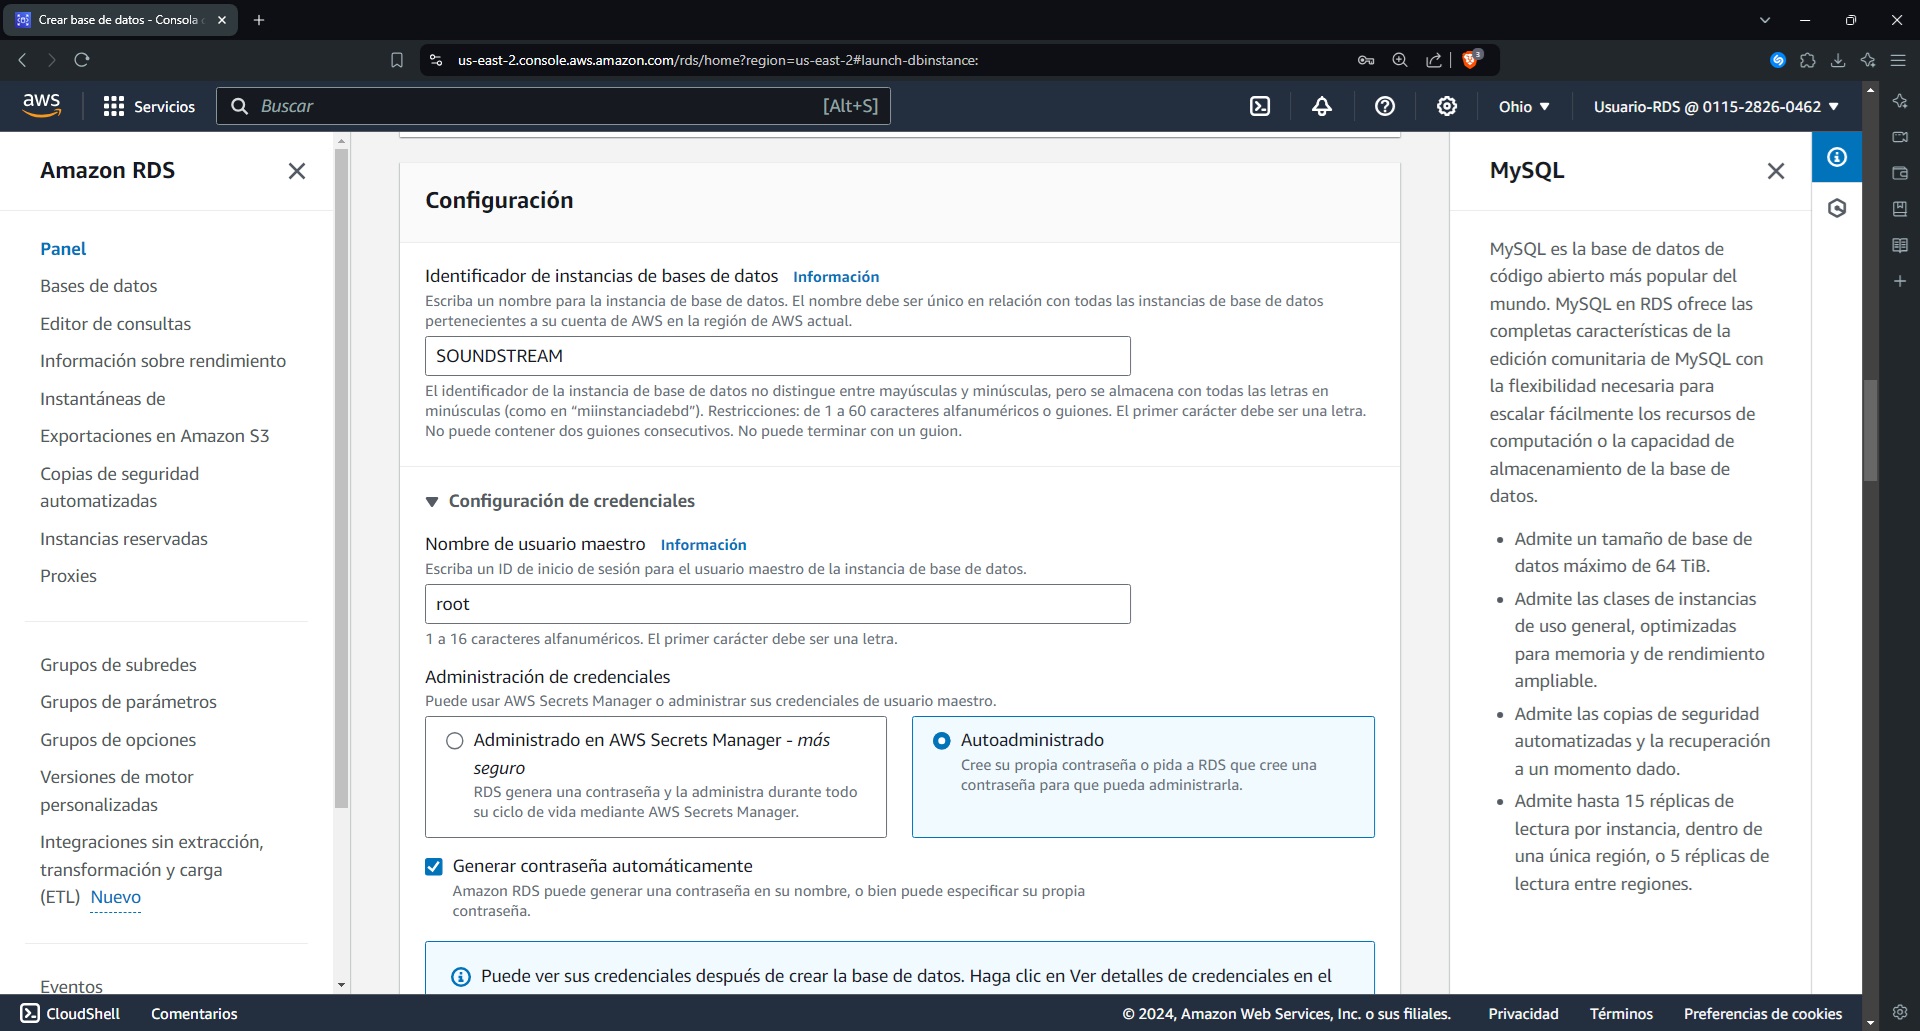 Crear base de datos - Consola
us-east-2.console.aws.amazon.com/rds/home?region=us-east-2#launch-dbinstance:
3
aws
Servicios
Buscar
[Alt+S]
Ohio ▼
Usuario-RDS @ 0115-2826-0462 ▼
Amazon RDS
Panel
Bases de datos
Editor de consultas
Información sobre rendimiento
Instantáneas de
Exportaciones en Amazon S3
Copias de seguridad
automatizadas
Instancias reservadas
Proxies
Grupos de subredes
Grupos de parámetros
Grupos de opciones
Versiones de motor
personalizadas
Integraciones sin extracción,
transformación y carga
(ETL) Nuevo
Eventos
Configuración
Identificador de instancias de bases de datos Información
Escriba un nombre para la instancia de base de datos. El nombre debe ser único en relación con todas las instancias de base de datos
pertenecientes a su cuenta de AWS en la región de AWS actual.
SOUNDSTREAM
El identificador de la instancia de base de datos no distingue entre mayúsculas y minúsculas, pero se almacena con todas las letras en
minúsculas (como en “miinstanciadebd”). Restricciones: de 1 a 60 caracteres alfanuméricos o guiones. El primer carácter debe ser una letra.
No puede contener dos guiones consecutivos. No puede terminar con un guion.
▼ Configuración de credenciales
Nombre de usuario maestro Información
Escriba un ID de inicio de sesión para el usuario maestro de la instancia de base de datos.
root
1 a 16 caracteres alfanuméricos. El primer carácter debe ser una letra.
Administración de credenciales
Puede usar AWS Secrets Manager o administrar sus credenciales de usuario maestro.
Administrado en AWS Secrets Manager - más
seguro
RDS genera una contraseña y la administra durante todo
su ciclo de vida mediante AWS Secrets Manager.
Autoadministrado
Cree su propia contraseña o pida a RDS que cree una
contraseña para que pueda administrarla.
Generar contraseña automáticamente
Amazon RDS puede generar una contraseña en su nombre, o bien puede especificar su propia
contraseña.
Puede ver sus credenciales después de crear la base de datos. Haga clic en Ver detalles de credenciales en el
MySQL
MySQL es la base de datos de
código abierto más popular del
mundo. MySQL en RDS ofrece las
completas características de la
edición comunitaria de MySQL con
la flexibilidad necesaria para
escalar fácilmente los recursos de
computación o la capacidad de
almacenamiento de la base de
datos.
• Admite un tamaño de base de
datos máximo de 64 TiB.
• Admite las clases de instancias
de uso general, optimizadas
para memoria y de rendimiento
ampliable.
• Admite las copias de seguridad
automatizadas y la recuperación
a un momento dado.
• Admite hasta 15 réplicas de
lectura por instancia, dentro de
una única región, o 5 réplicas de
lectura entre regiones.
CloudShell
Comentarios
© 2024, Amazon Web Services, Inc. o sus filiales.
Privacidad
Términos
Preferencias de cookies